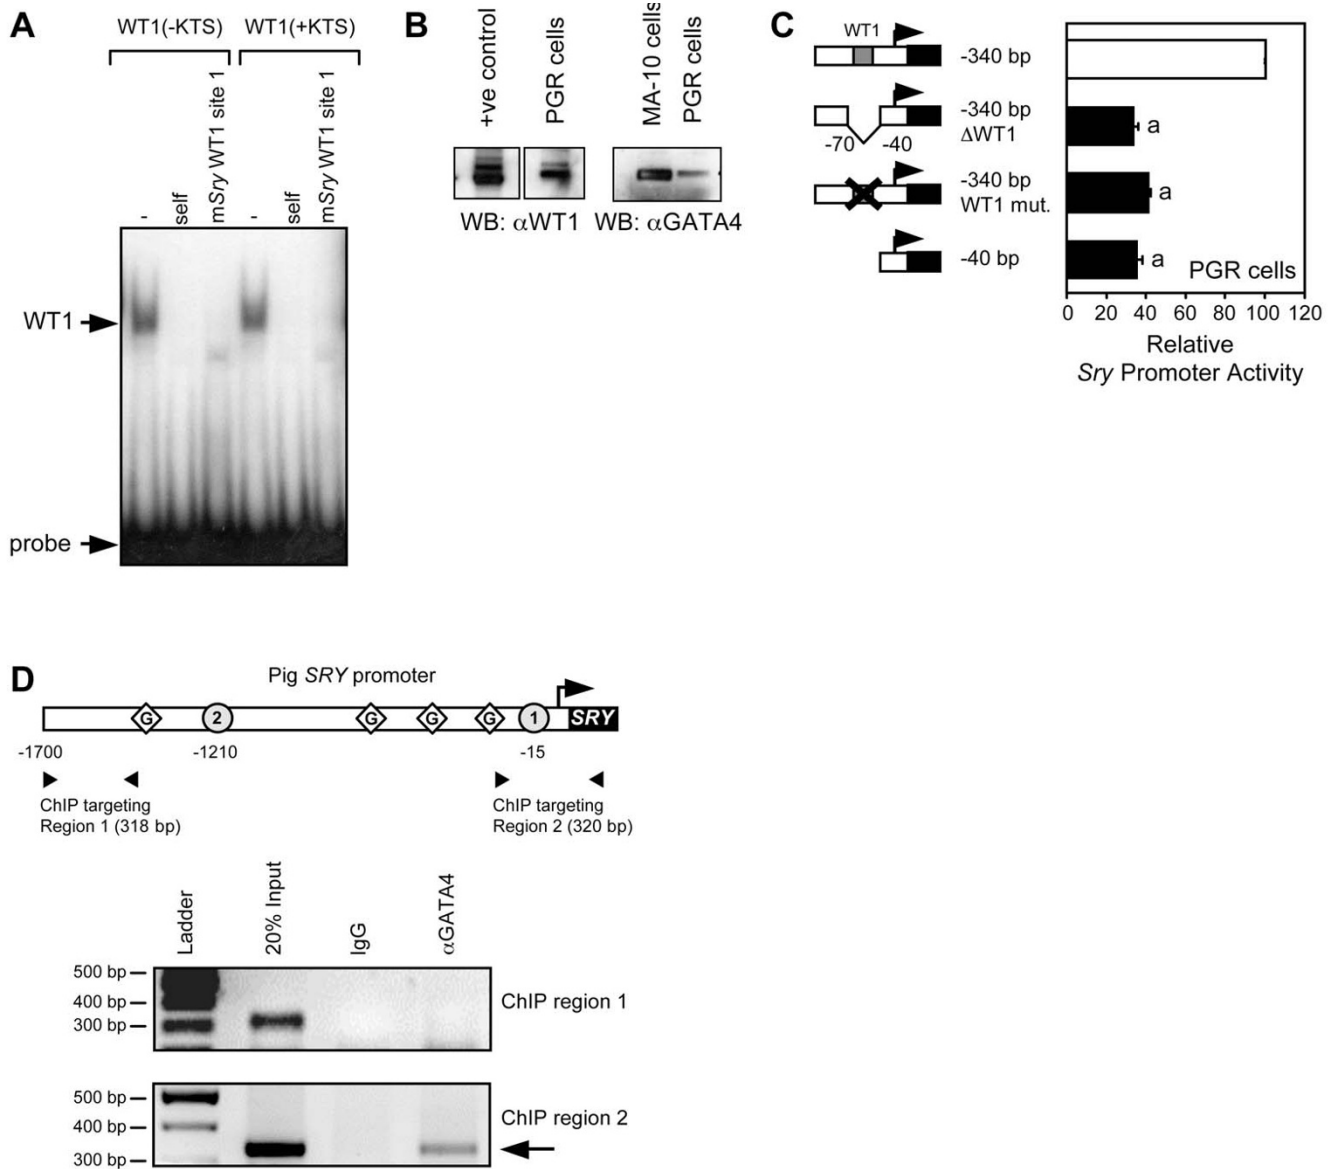 A
WT1(-KTS)
WT1(+KTS)
-
self
mSry WT1 site 1
-
self
mSry WT1 site 1
WT1
probe
B
+ve control
PGR cells
MA-10 cells
PGR cells
WB: αWT1
WB: αGATA4
C
WT1
-340 bp
-340 bp
ΔWT1
-70
-40
-340 bp
WT1 mut.
-40 bp
a
a
a
PGR cells
0 20 40 60 80 100 120
Relative
Sry Promoter Activity
D
Pig SRY promoter
G 2 G G G 1 SRY
-1700 -1210 -15
ChIP targeting
Region 1 (318 bp)
ChIP targeting
Region 2 (320 bp)
Ladder
20% Input
IgG
αGATA4
500 bp
400 bp
300 bp
ChIP region 1
500 bp
400 bp
300 bp
ChIP region 2